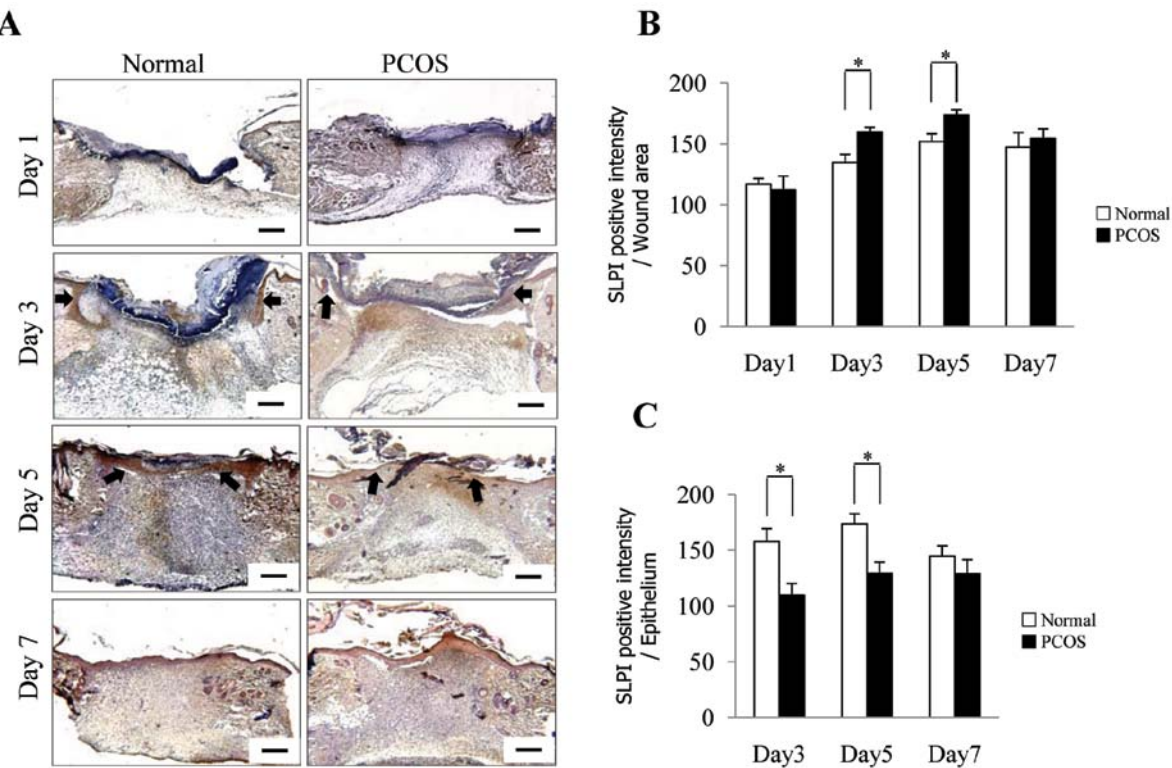 A
Normal
PCOS
Day 1
Day 3
Day 5
Day 7
B
SLPI positive intensity
/ Wound area
200
150
100
50
0
*
*
Day1
Day3
Day5
Day7
Normal
PCOS
C
SLPI positive intensity
/ Epithelium
200
150
100
50
0
*
*
Day3
Day5
Day7
Normal
PCOS